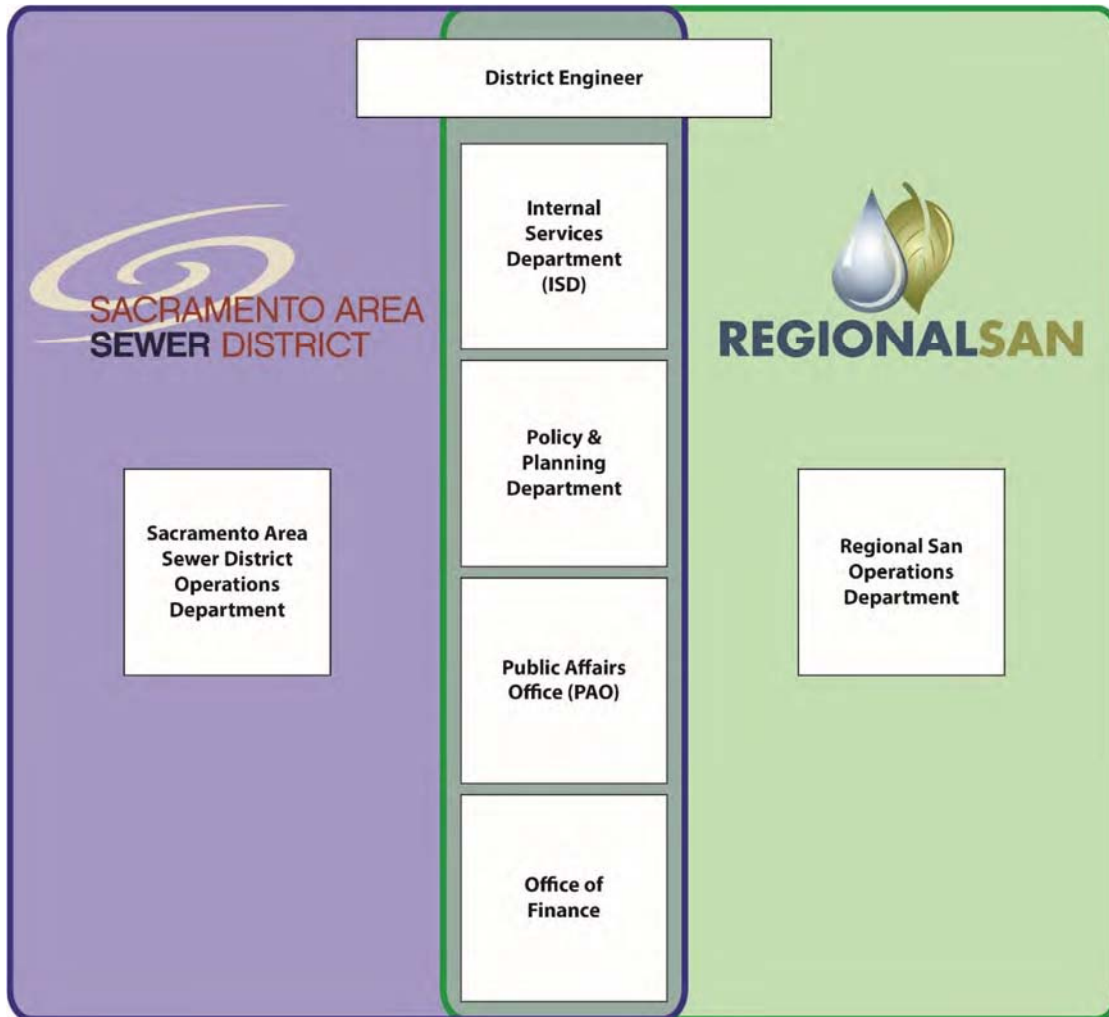 District Engineer
Internal
Services
Department
(ISD)
SACRAMENTO AREA
SEWER DISTRICT
REGIONALSAN
Policy &
Planning
Department
Sacramento Area
Sewer District
Operations
Department
Regional San
Operations
Department
Public Affairs
Office (PAO)
Office of
Finance